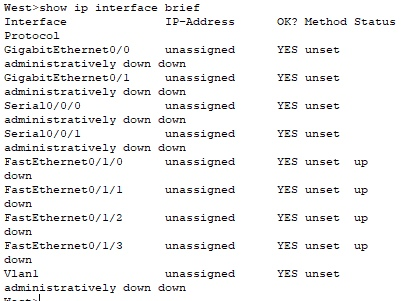 West>show ip interface brief
Interface IP-Address OK? Method Status
Protocol
GigabitEthernet0/0 unassigned YES unset
administratively down down
GigabitEthernet0/1 unassigned YES unset
administratively down down
Serial0/0/0 unassigned YES unset
administratively down down
Serial0/0/1 unassigned YES unset
administratively down down
FastEthernet0/1/0 unassigned YES unset up
down
FastEthernet0/1/1 unassigned YES unset up
down
FastEthernet0/1/2 unassigned YES unset up
down
FastEthernet0/1/3 unassigned YES unset up
down
Vlan1 unassigned YES unset
administratively down down
West>